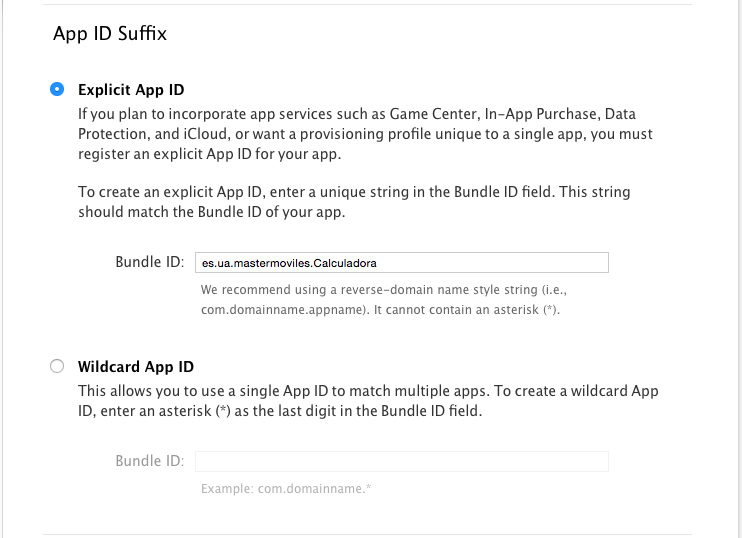 App ID Suffix
Explicit App ID
If you plan to incorporate app services such as Game Center, In-App Purchase, Data
Protection, and iCloud, or want a provisioning profile unique to a single app, you must
register an explicit App ID for your app.
To create an explicit App ID, enter a unique string in the Bundle ID field. This string
should match the Bundle ID of your app.
Bundle ID: es.ua.mastermoviles.Calculadora
We recommend using a reverse-domain name style string (i.e.,
com.domainname.appname). It cannot contain an asterisk (*).
Wildcard App ID
This allows you to use a single App ID to match multiple apps. To create a wildcard App
ID, enter an asterisk (*) as the last digit in the Bundle ID field.
Bundle ID:
Example: com.domainname.*